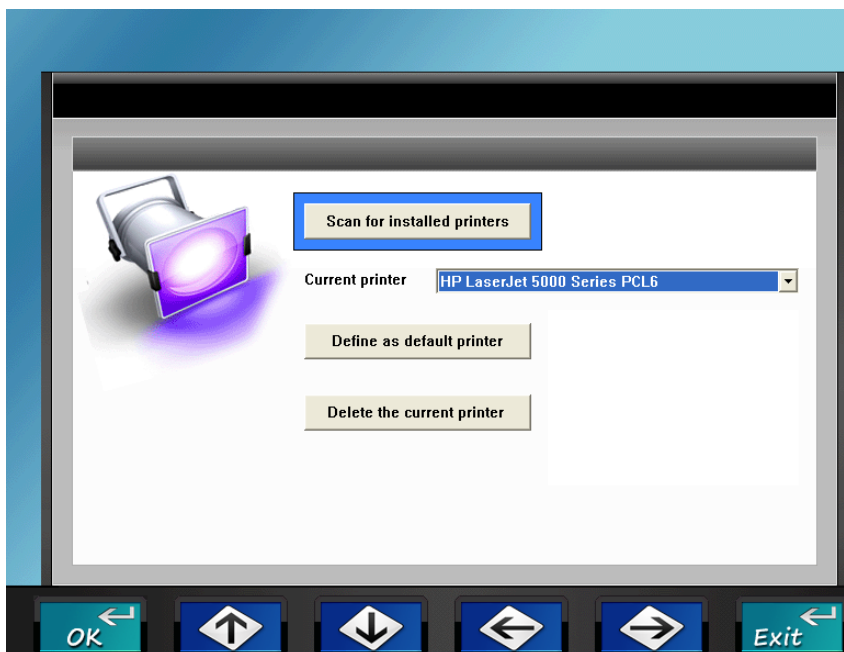 Scan for installed printers
Current printer HP LaserJet 5000 Series PCL6
Define as default printer
Delete the current printer
OK Exit